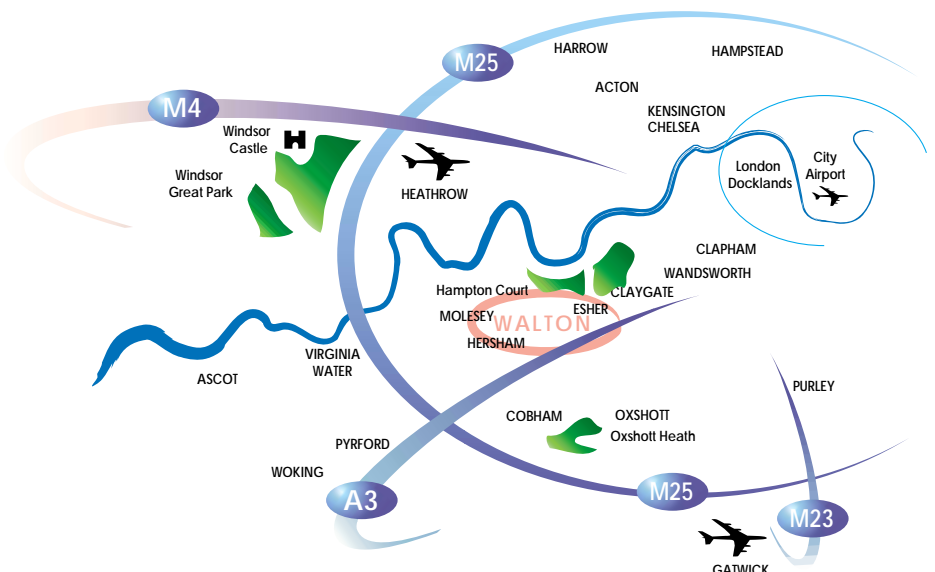 HARROW
HAMPSTEAD
M25
ACTON
M4
KENSINGTON
CHELSEA
Windsor
Castle
London
Docklands
City
Airport
Windsor
Great Park
HEATHROW
CLAPHAM
WANDSWORTH
Hampton Court
CLAYGATE
MOLESEY
ESHER
WALTON
HERSHAM
VIRGINIA
WATER
ASCOT
PURLEY
COBHAM
OXSHOTT
Oxshott Heath
PYRFORD
WOKING
A3
M25
M23
GATWICK